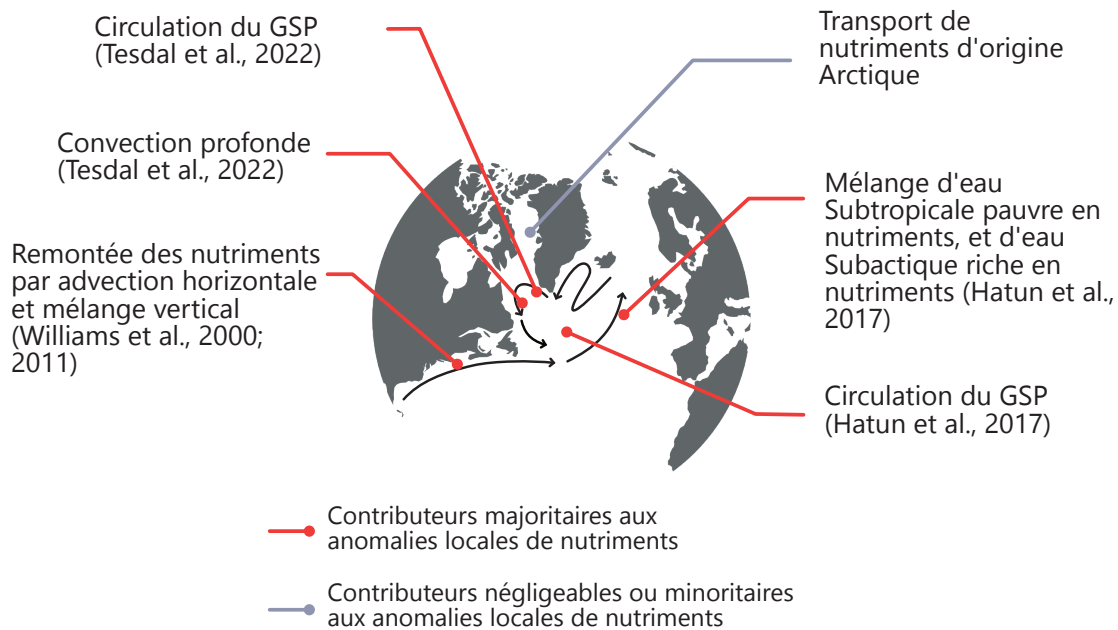 Circulation du GSP
(Tesdal et al., 2022)
Transport de
nutriments d'origine
Arctique
Convection profonde
(Tesdal et al., 2022)
Mélange d'eau
Subtropicale pauvre en
nutriments, et d'eau
Subactique riche en
nutriments (Hatun et al.,
2017)
Remontée des nutriments
par advection horizontale
et mélange vertical
(Williams et al., 2000;
2011)
Circulation du GSP
(Hatun et al., 2017)
Contributeurs majoritaires aux
anomalies locales de nutriments
Contributeurs négligeables ou minoritaires
aux anomalies locales de nutriments